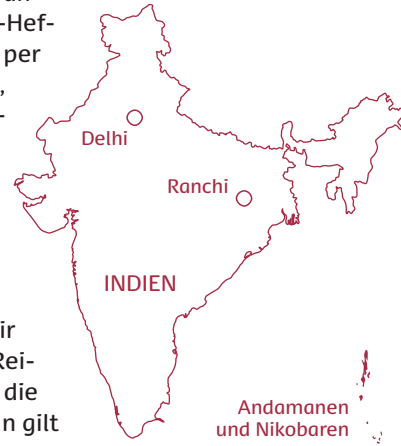 -Hef-
per
Delhi
Ranchi
INDIEN
ir
Rei-
die
n gilt
Andamanen
und Nikobaren